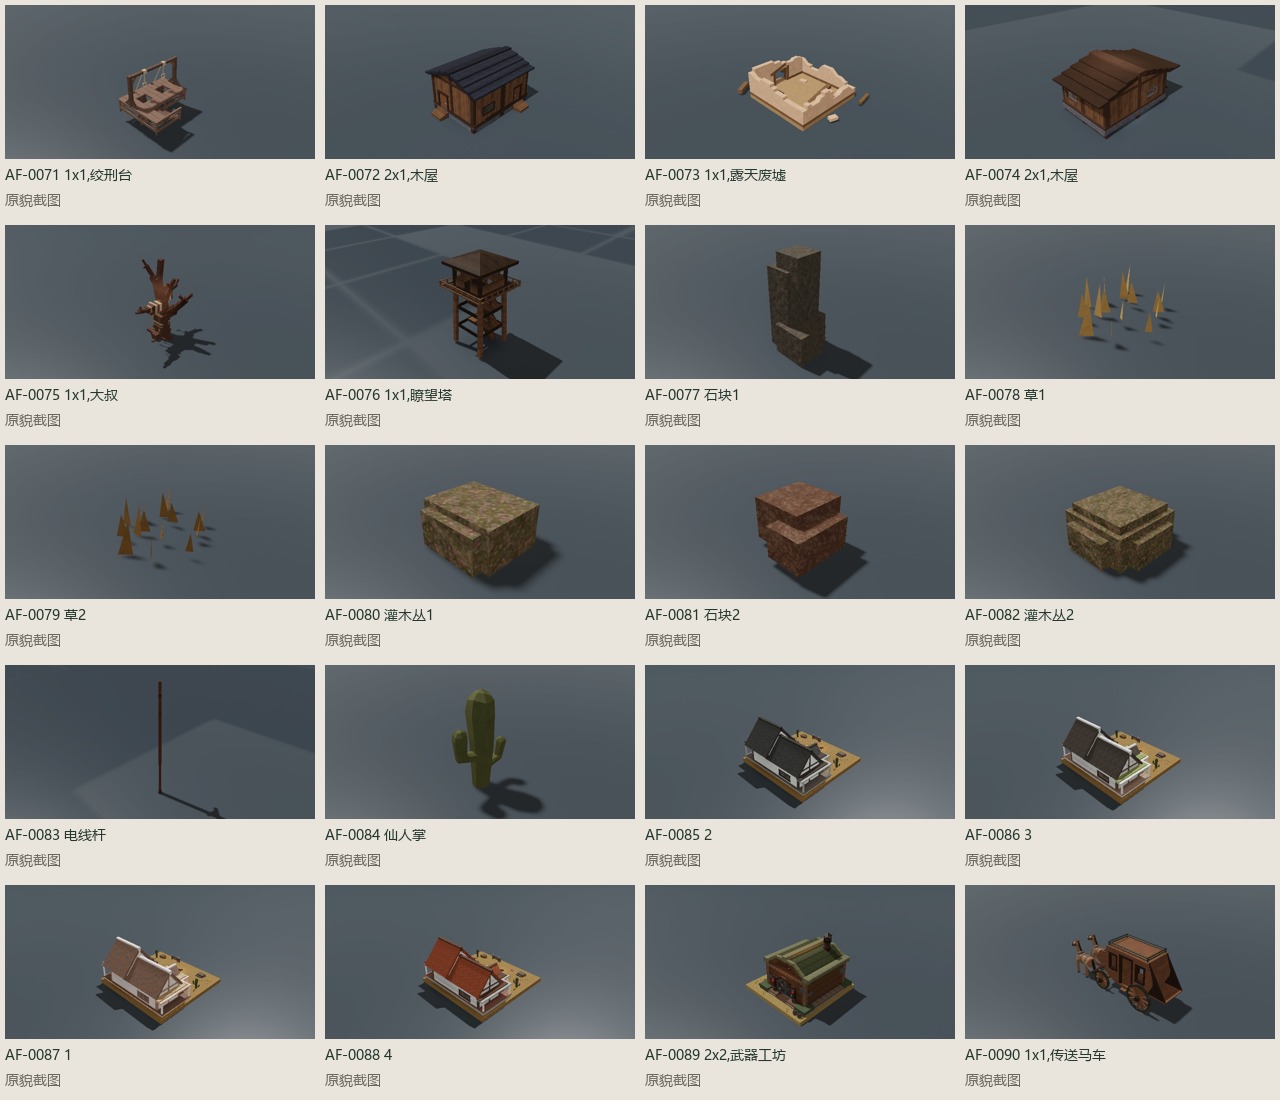 AF-0071 1x1,绞刑台
原貌截图
AF-0072 2x1,木屋
原貌截图
AF-0073 1x1,露天废墟
原貌截图
AF-0074 2x1,木屋
原貌截图
AF-0075 1x1,大叔
原貌截图
AF-0076 1x1,瞭望塔
原貌截图
AF-0077 石块1
原貌截图
AF-0078 草1
原貌截图
AF-0079 草2
原貌截图
AF-0080 灌木丛1
原貌截图
AF-0081 石块2
原貌截图
AF-0082 灌木丛2
原貌截图
AF-0083 电线杆
原貌截图
AF-0084 仙人掌
原貌截图
AF-0085 2
原貌截图
AF-0086 3
原貌截图
AF-0087 1
原貌截图
AF-0088 4
原貌截图
AF-0089 2x2,武器工坊
原貌截图
AF-0090 1x1,传送马车
原貌截图